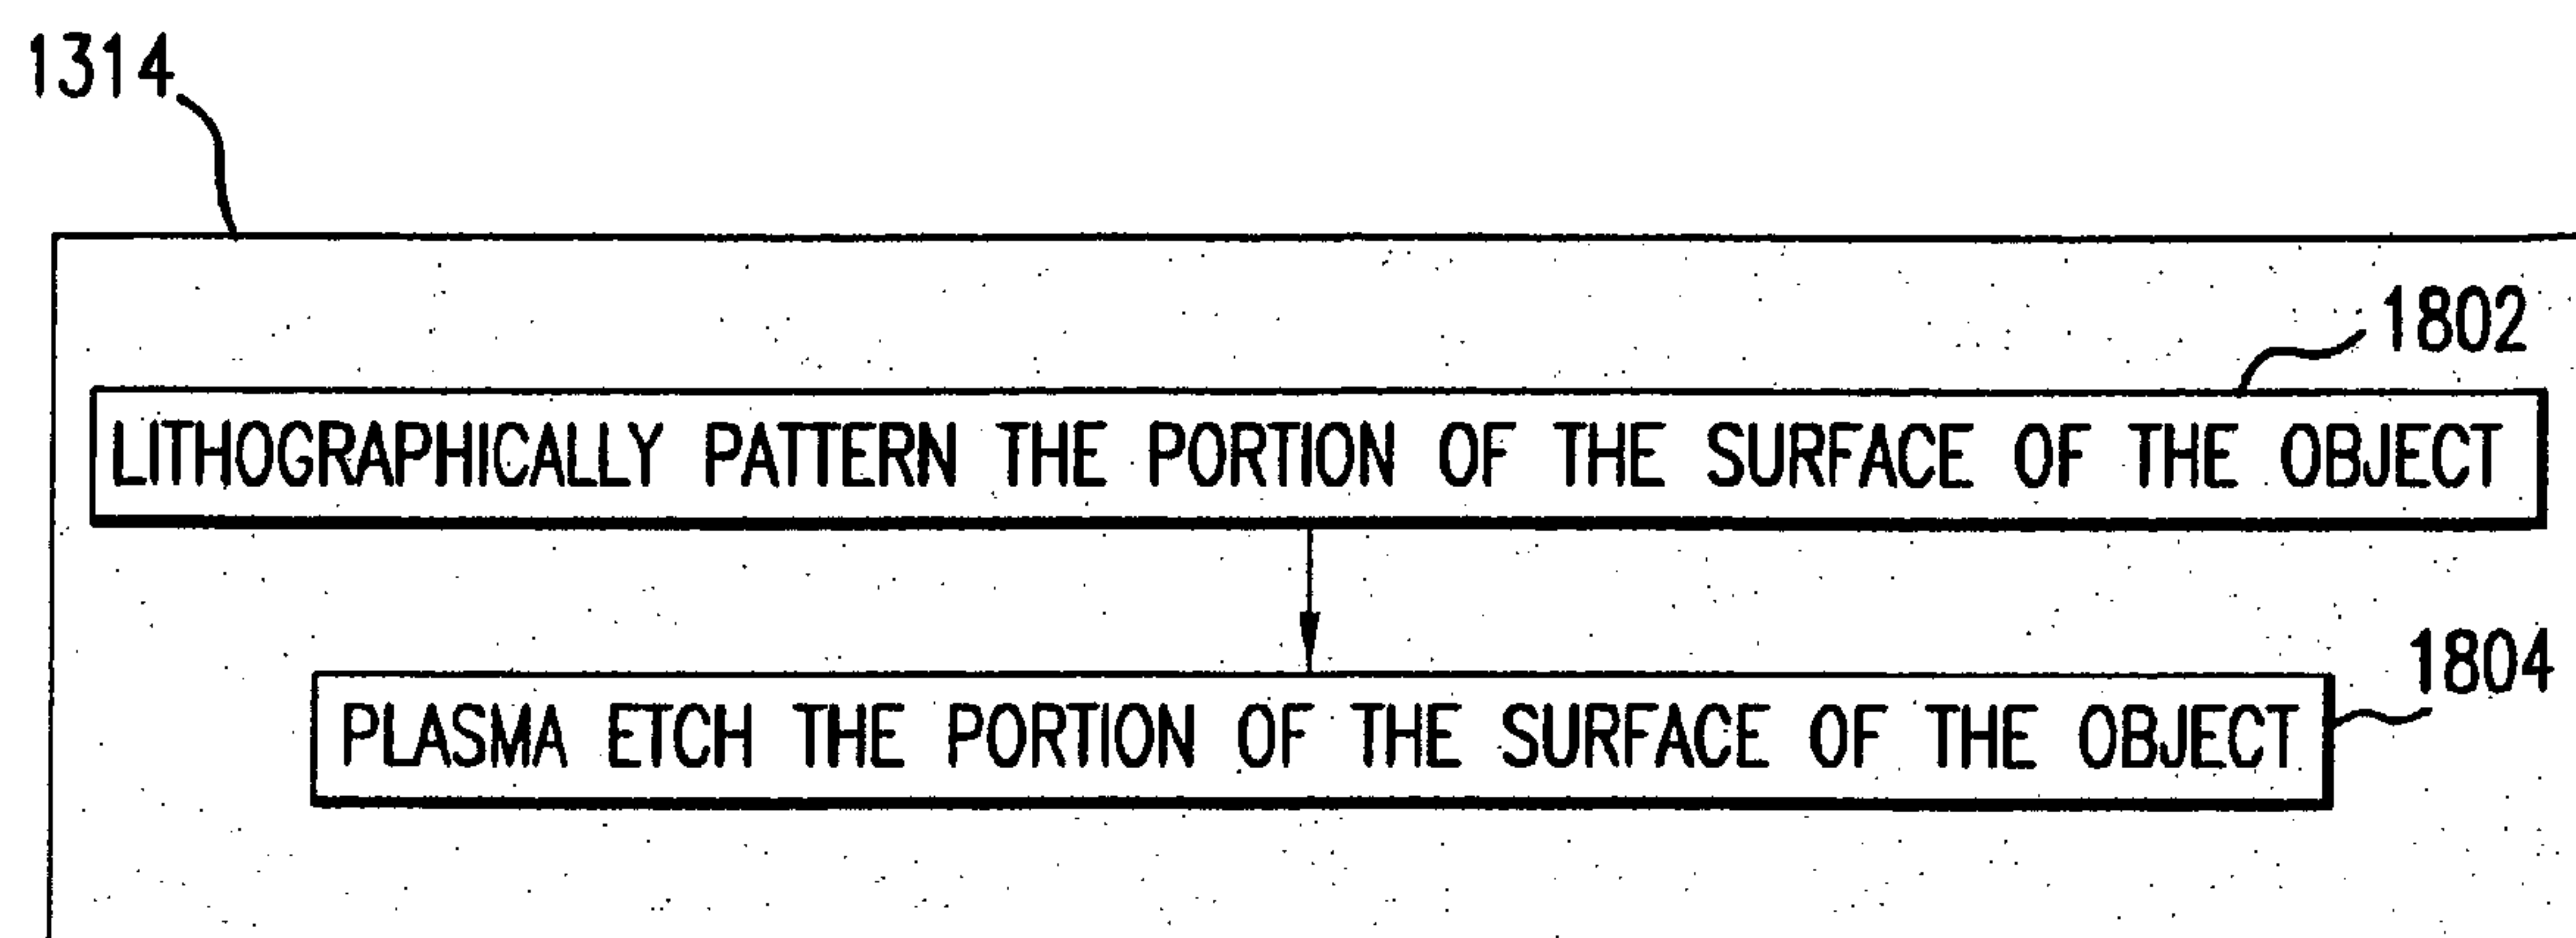 1314
1802
LITHOGRAPHICALLY PATTERN THE PORTION OF THE SURFACE OF THE OBJECT
1804
PLASMA ETCH THE PORTION OF THE SURFACE OF THE OBJECT